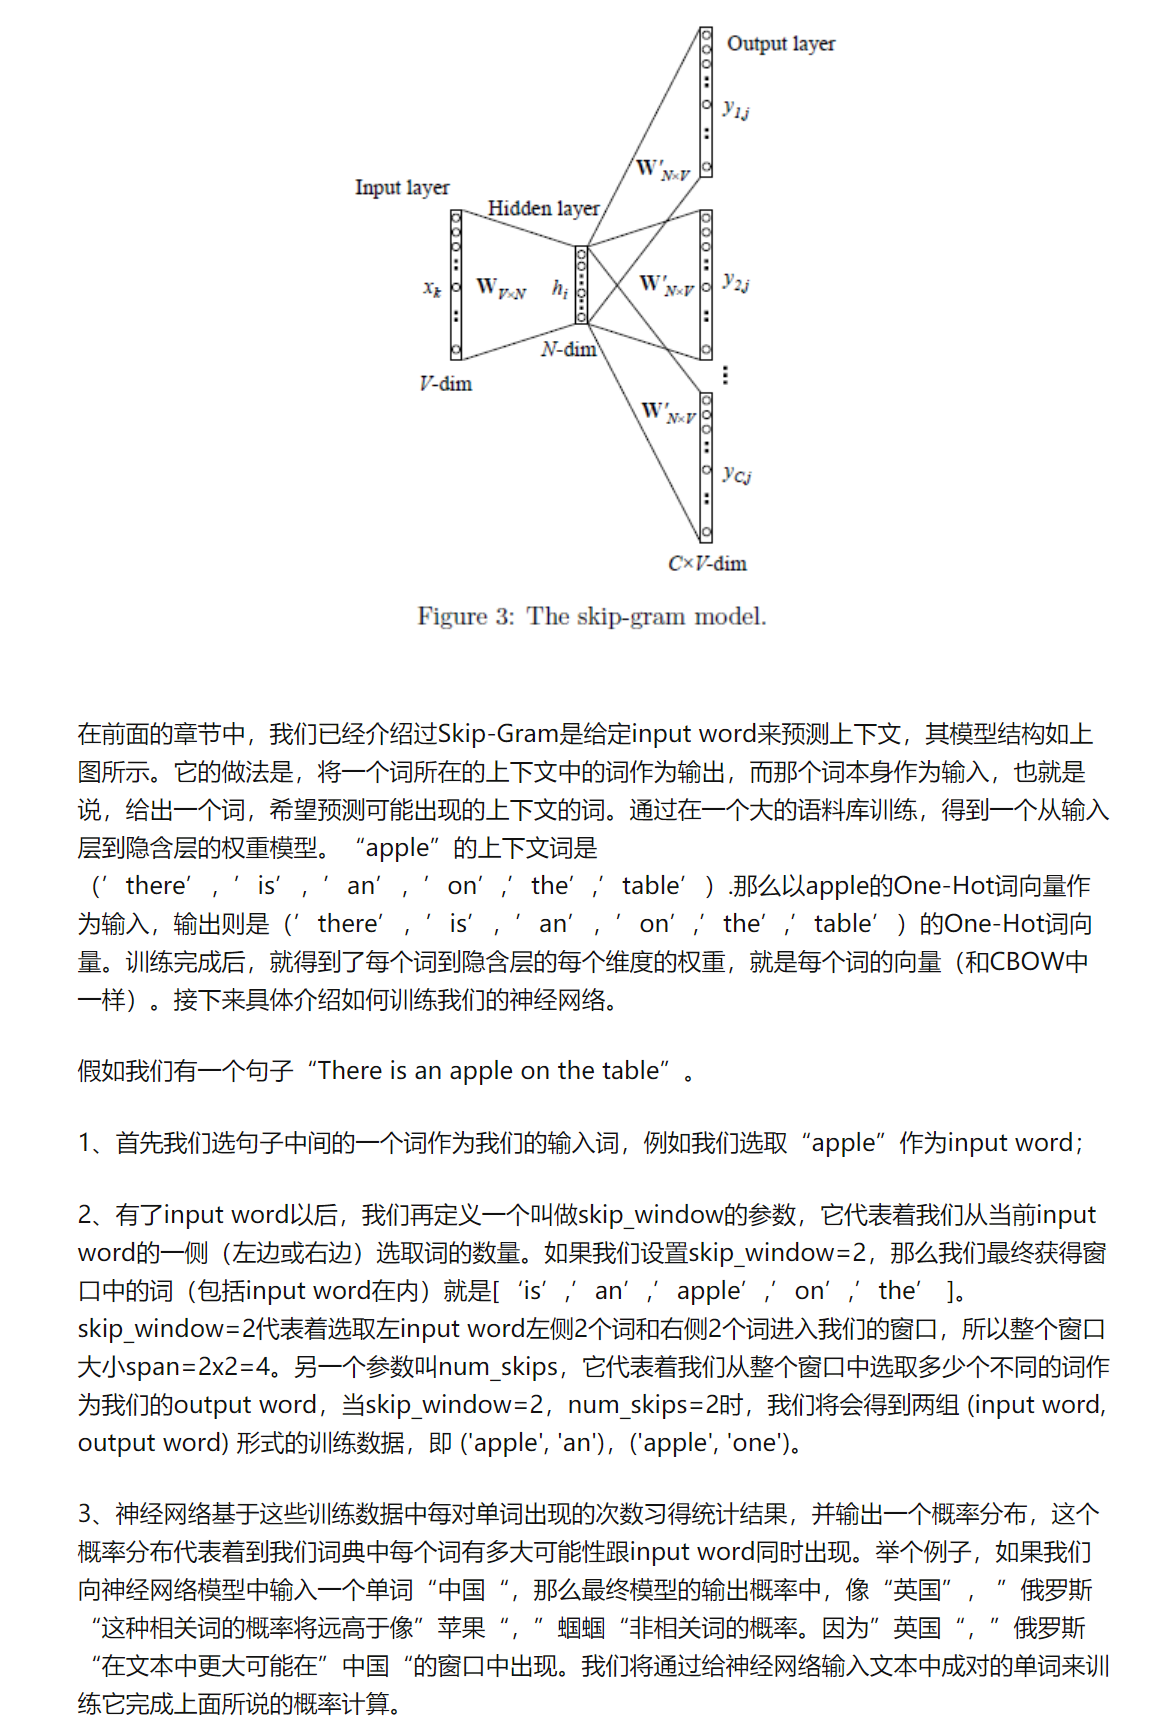 Output layer
y1,j
W'N×V
Input layer
Hidden layer
xk
WV×N
hi
W'N×V
y2,j
N-dim
V-dim
W'N×V
yC,j
C×V-dim
Figure 3: The skip-gram model.
在前面的章节中，我们已经介绍过Skip-Gram是给定input word来预测上下文，其模型结构如上
图所示。它的做法是，将一个词所在的上下文中的词作为输出，而那个词本身作为输入，也就是
说，给出一个词，希望预测可能出现的上下文的词。通过在一个大的语料库训练，得到一个从输入
层到隐含层的权重模型。“apple”的上下文词是
（’there’，’is’，’an’，’on’,’the’,’table’）.那么以apple的One-Hot词向量作
为输入，输出则是（’there’，’is’，’an’，’on’,’the’,’table’）的One-Hot词向
量。训练完成后，就得到了每个词到隐含层的每个维度的权重，就是每个词的向量（和CBOW中
一样）。接下来具体介绍如何训练我们的神经网络。
假如我们有一个句子“There is an apple on the table”。
1、首先我们选句子中间的一个词作为我们的输入词，例如我们选取“apple”作为input word；
2、有了input word以后，我们再定义一个叫做skip_window的参数，它代表着我们从当前input
word的一侧（左边或右边）选取词的数量。如果我们设置skip_window=2，那么我们最终获得窗
口中的词（包括input word在内）就是[‘is’,’an’,’apple’,’on’,’the’ ]。
skip_window=2代表着选取左input word左侧2个词和右侧2个词进入我们的窗口，所以整个窗口
大小span=2x2=4。另一个参数叫num_skips，它代表着我们从整个窗口中选取多少个不同的词作
为我们的output word，当skip_window=2，num_skips=2时，我们将会得到两组 (input word,
output word) 形式的训练数据，即 ('apple', 'an')，('apple', 'one')。
3、神经网络基于这些训练数据中每对单词出现的次数习得统计结果，并输出一个概率分布，这个
概率分布代表着到我们词典中每个词有多大可能性跟input word同时出现。举个例子，如果我们
向神经网络模型中输入一个单词“中国“，那么最终模型的输出概率中，像“英国”，”俄罗斯
“这种相关词的概率将远高于像”苹果“，”蝈蝈“非相关词的概率。因为”英国“，”俄罗斯
“在文本中更大可能在”中国“的窗口中出现。我们将通过给神经网络输入文本中成对的单词来训
练它完成上面所说的概率计算。